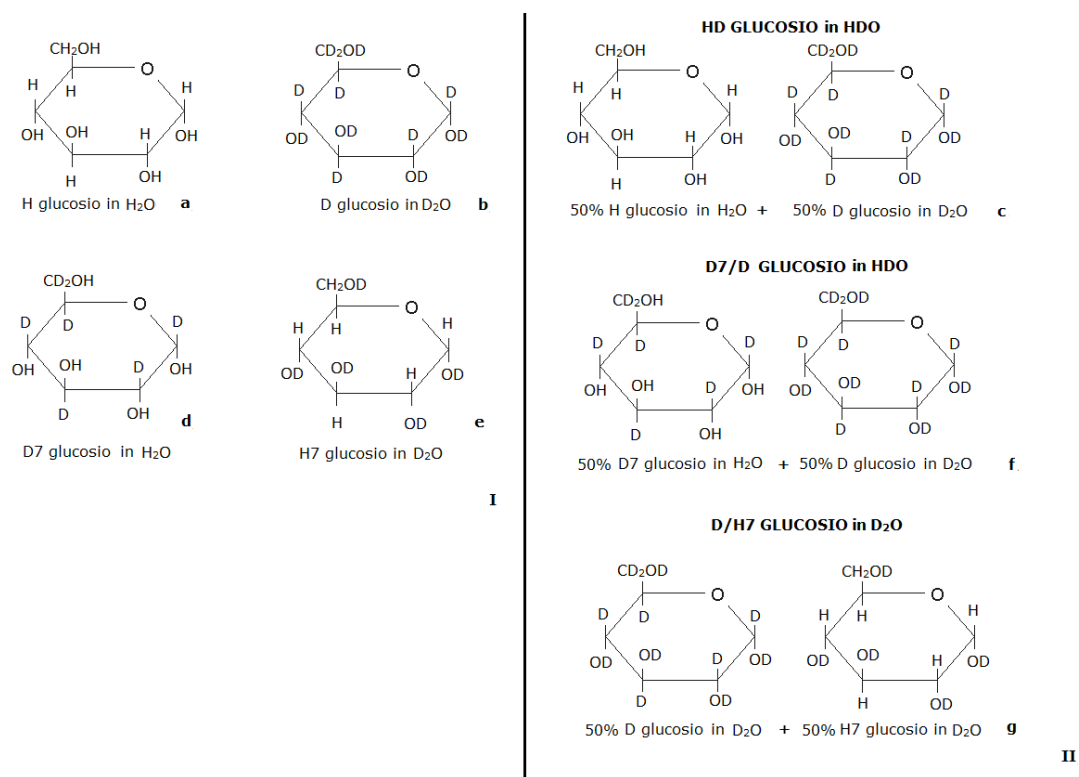 CH2OH
O
H
H
H
OH
OH
H
OH
H
OH
H glucosio in H2O a
CD2OD
O
D
D
D
OD
OD
D
OD
D
OD
D glucosio in D2O b
CD2OH
O
D
D
D
OH
OH
D
OH
D
OH
d
D7 glucosio in H2O
CH2OD
O
H
H
H
OD
OD
H
OD
H
OD
e
H7 glucosio in D2O
I
HD GLUCOSIO in HDO
CH2OH
O
H
H
H
OH
OH
H
OH
H
OH
CD2OD
O
D
D
D
OD
OD
D
OD
D
OD
50% H glucosio in H2O + 50% D glucosio in D2O c
D7/D GLUCOSIO in HDO
CD2OH
O
D
D
D
OH
OH
D
OH
D
OH
CD2OD
O
D
D
D
OD
OD
D
OD
D
OD
50% D7 glucosio in H2O + 50% D glucosio in D2O f.
D/H7 GLUCOSIO in D2O
CD2OD
O
D
D
D
OD
OD
D
OD
D
OD
CH2OD
O
H
H
H
OD
OD
H
OD
H
OD
50% D glucosio in D2O + 50% H7 glucosio in D2O g
II